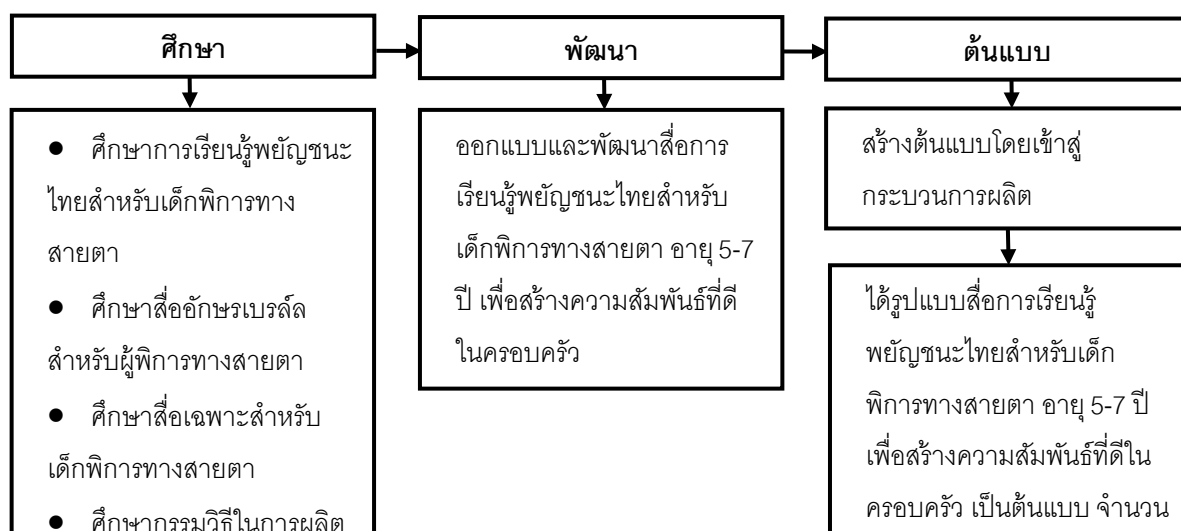 ศึกษา
พัฒนา
ต้นแบบ
● ศึกษาการเรียนรู้พยัญชนะ
ไทยสำหรับเด็กพิการทาง
สายตา
● ศึกษาสื่ออักษรเบรล์ล
สำหรับผู้พิการทางสายตา
● ศึกษาสื่อเฉพาะสำหรับ
เด็กพิการทางสายตา
● ศึกษากรรมวิธีในการผลิต
ออกแบบและพัฒนาสื่อการ
เรียนรู้พยัญชนะไทยสำหรับ
เด็กพิการทางสายตา อายุ 5-7
ปี เพื่อสร้างความสัมพันธ์ที่ดี
ในครอบครัว
สร้างต้นแบบโดยเข้าสู่
กระบวนการผลิต
ได้รูปแบบสื่อการเรียนรู้
พยัญชนะไทยสำหรับเด็ก
พิการทางสายตา อายุ 5-7 ปี
เพื่อสร้างความสัมพันธ์ที่ดีใน
ครอบครัว เป็นต้นแบบ จำนวน